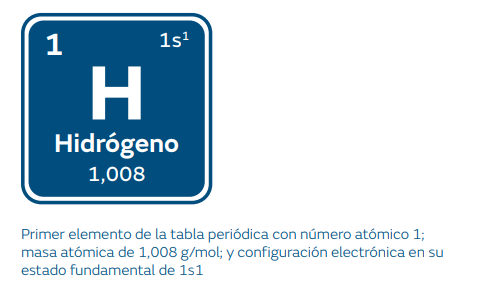 1 1s¹
H
Hidrógeno
1,008
Primer elemento de la tabla periódica con número atómico 1;
masa atómica de 1,008 g/mol; y configuración electrónica en su
estado fundamental de 1s1